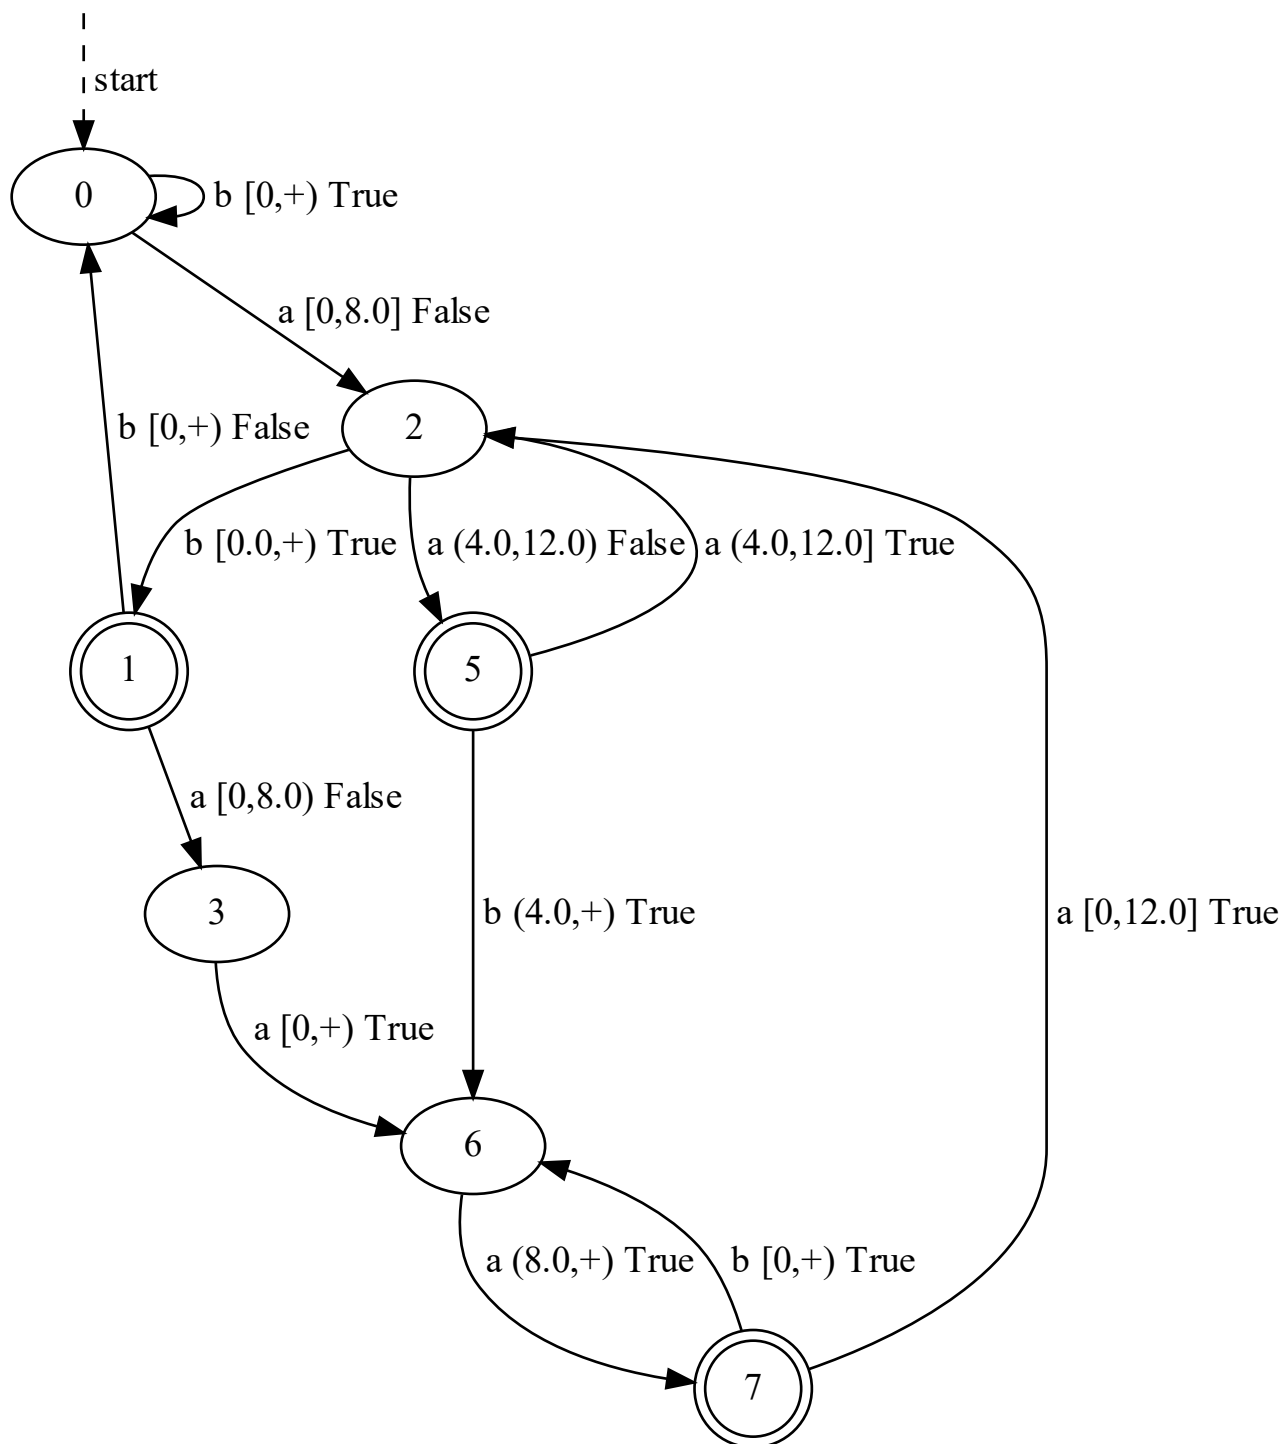 start
0
b [0,+) True
a [0,8.0] False
b [0,+) False
2
b [0.0,+) True
a (4.0,12.0) False
a (4.0,12.0] True
1
5
a [0,8.0) False
3
b (4.0,+) True
a [0,12.0] True
a [0,+) True
6
a (8.0,+) True
b [0,+) True
7